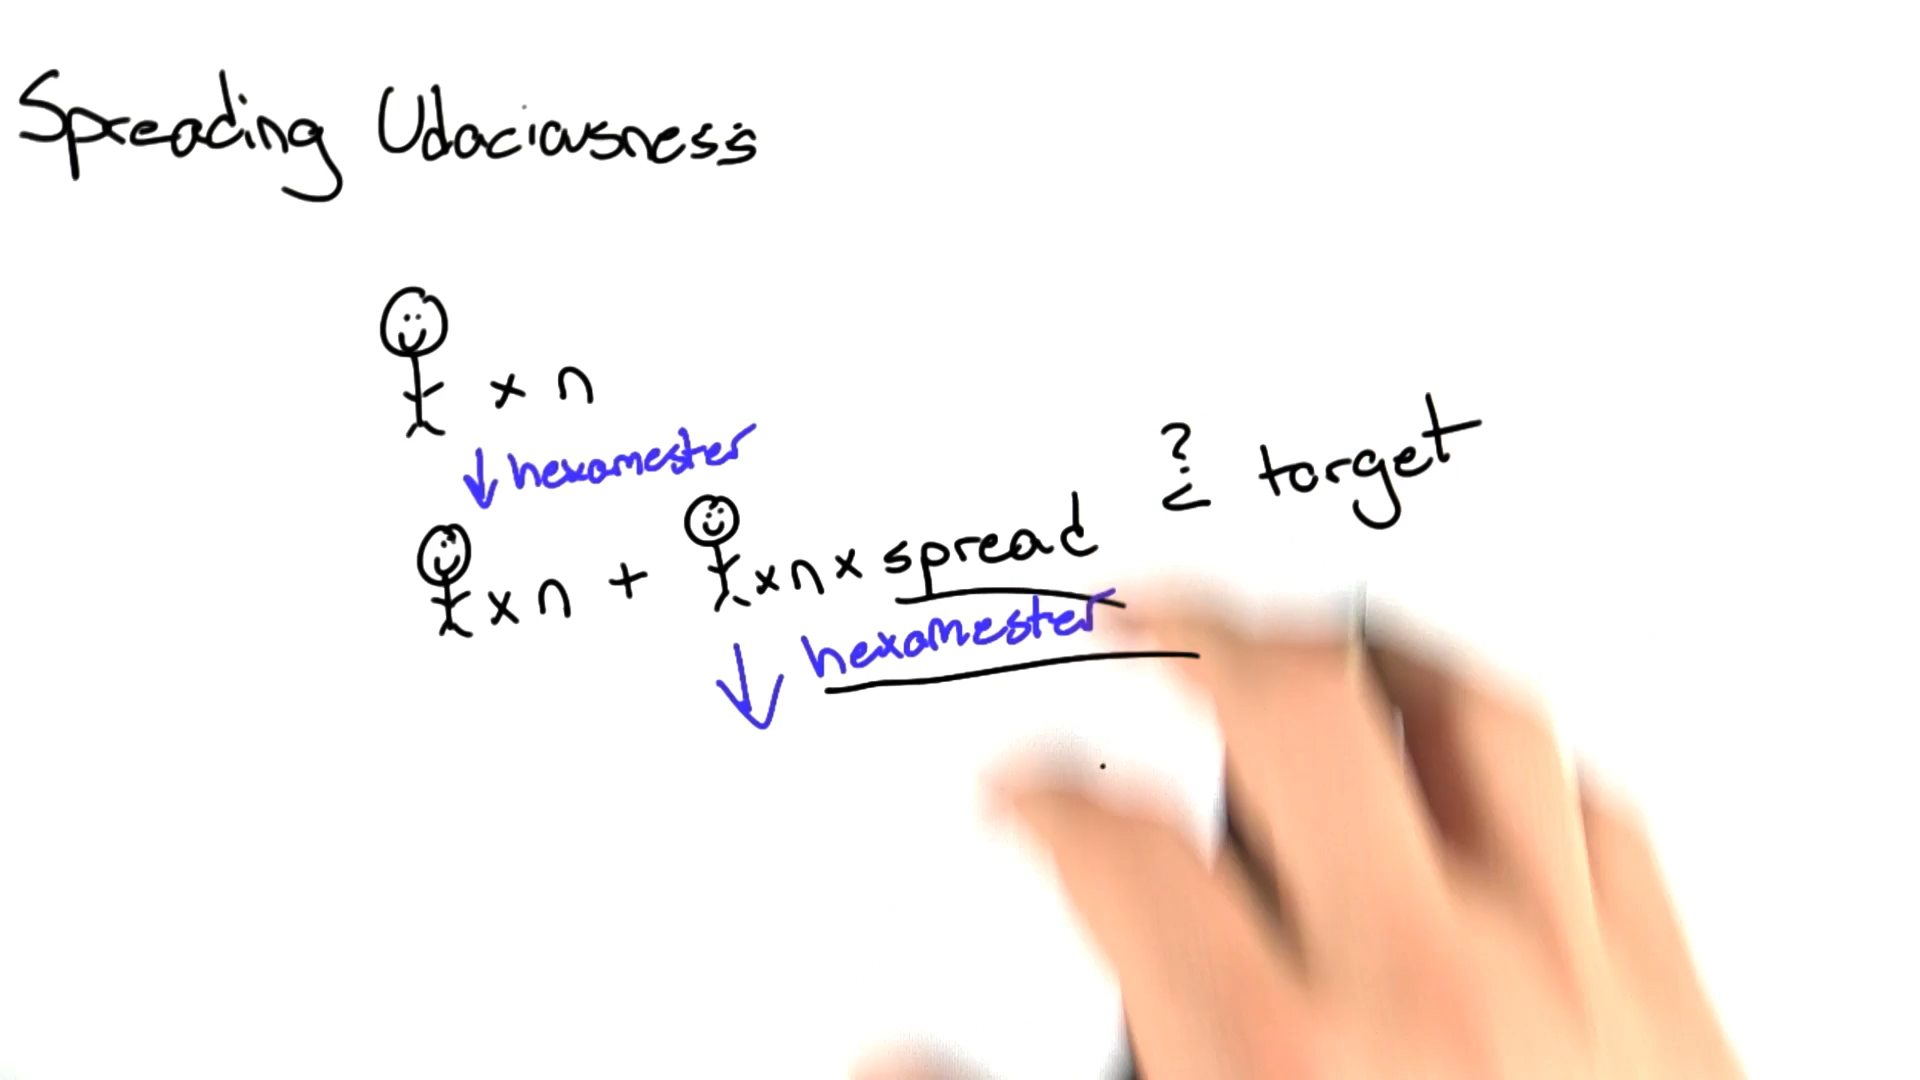 Spreading Udaciousness
x n
↓ hexamester
x n + x n x spread ? < target
↓ hexamester